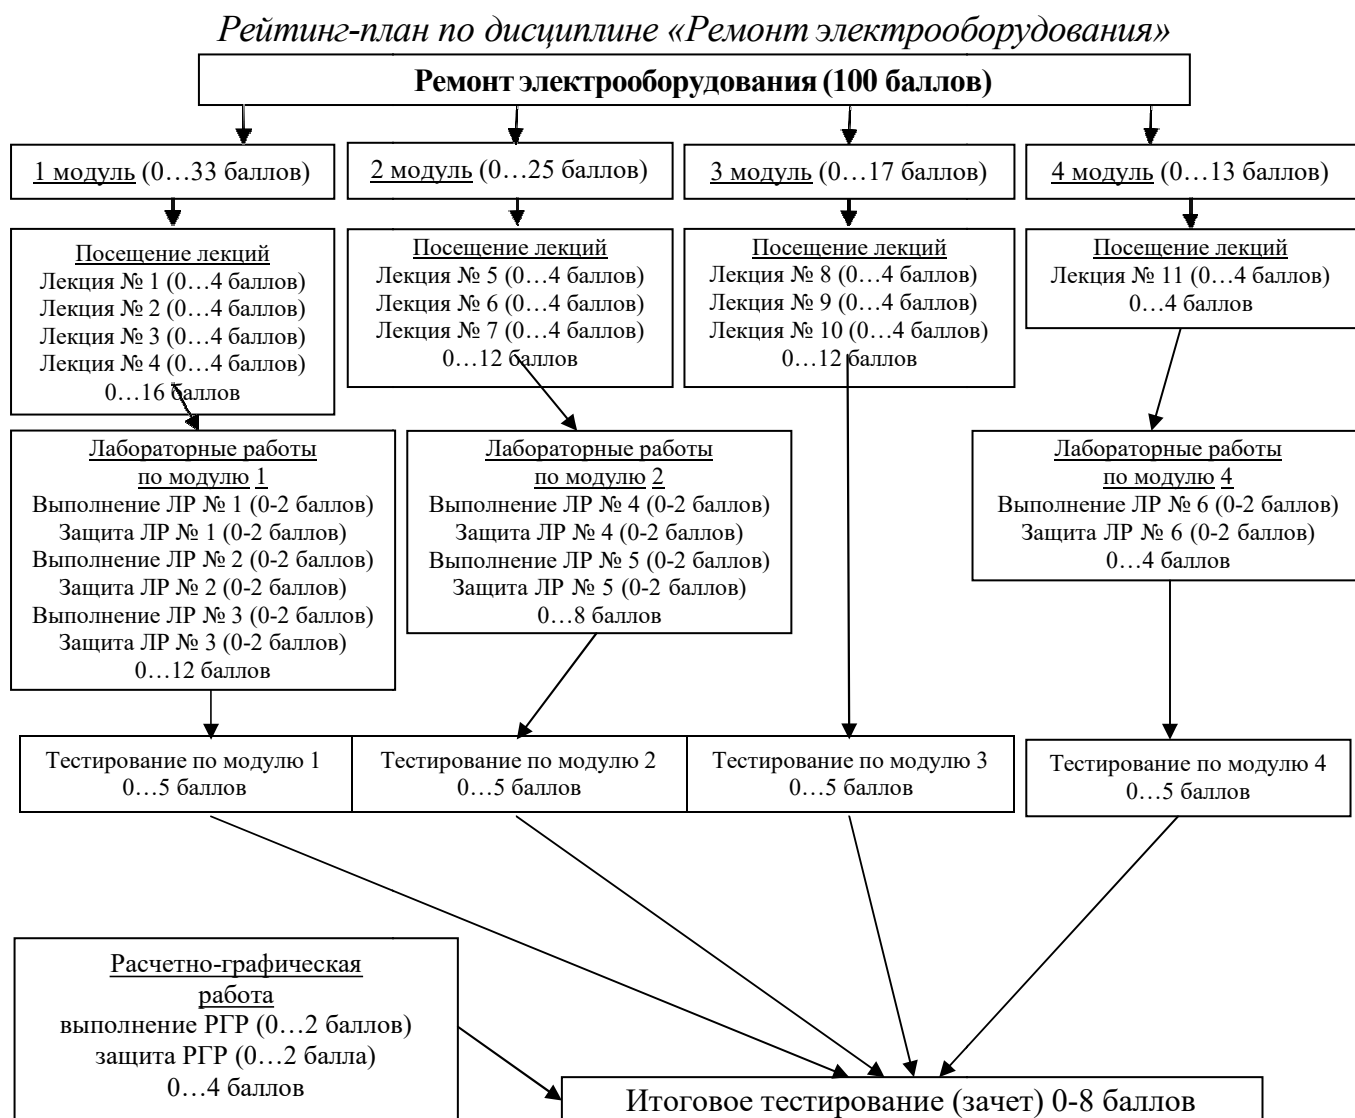 Рейтинг-план по дисциплине «Ремонт электрооборудования»
Ремонт электрооборудования (100 баллов)
1 модуль (0…33 баллов)
2 модуль (0…25 баллов)
3 модуль (0…17 баллов)
4 модуль (0…13 баллов)
Посещение лекций
Лекция № 1 (0…4 баллов)
Лекция № 2 (0…4 баллов)
Лекция № 3 (0…4 баллов)
Лекция № 4 (0…4 баллов)
0…16 баллов
Посещение лекций
Лекция № 5 (0…4 баллов)
Лекция № 6 (0…4 баллов)
Лекция № 7 (0…4 баллов)
0…12 баллов
Посещение лекций
Лекция № 8 (0…4 баллов)
Лекция № 9 (0…4 баллов)
Лекция № 10 (0…4 баллов)
0…12 баллов
Посещение лекций
Лекция № 11 (0…4 баллов)
0…4 баллов
Лабораторные работы
по модулю 1
Выполнение ЛР № 1 (0-2 баллов)
Защита ЛР № 1 (0-2 баллов)
Выполнение ЛР № 2 (0-2 баллов)
Защита ЛР № 2 (0-2 баллов)
Выполнение ЛР № 3 (0-2 баллов)
Защита ЛР № 3 (0-2 баллов)
0…12 баллов
Лабораторные работы
по модулю 2
Выполнение ЛР № 4 (0-2 баллов)
Защита ЛР № 4 (0-2 баллов)
Выполнение ЛР № 5 (0-2 баллов)
Защита ЛР № 5 (0-2 баллов)
0…8 баллов
Лабораторные работы
по модулю 4
Выполнение ЛР № 6 (0-2 баллов)
Защита ЛР № 6 (0-2 баллов)
0…4 баллов
Тестирование по модулю 1
0…5 баллов
Тестирование по модулю 2
0…5 баллов
Тестирование по модулю 3
0…5 баллов
Тестирование по модулю 4
0…5 баллов
Расчетно-графическая
работа
выполнение РГР (0…2 баллов)
защита РГР (0…2 балла)
0…4 баллов
Итоговое тестирование (зачет) 0-8 баллов